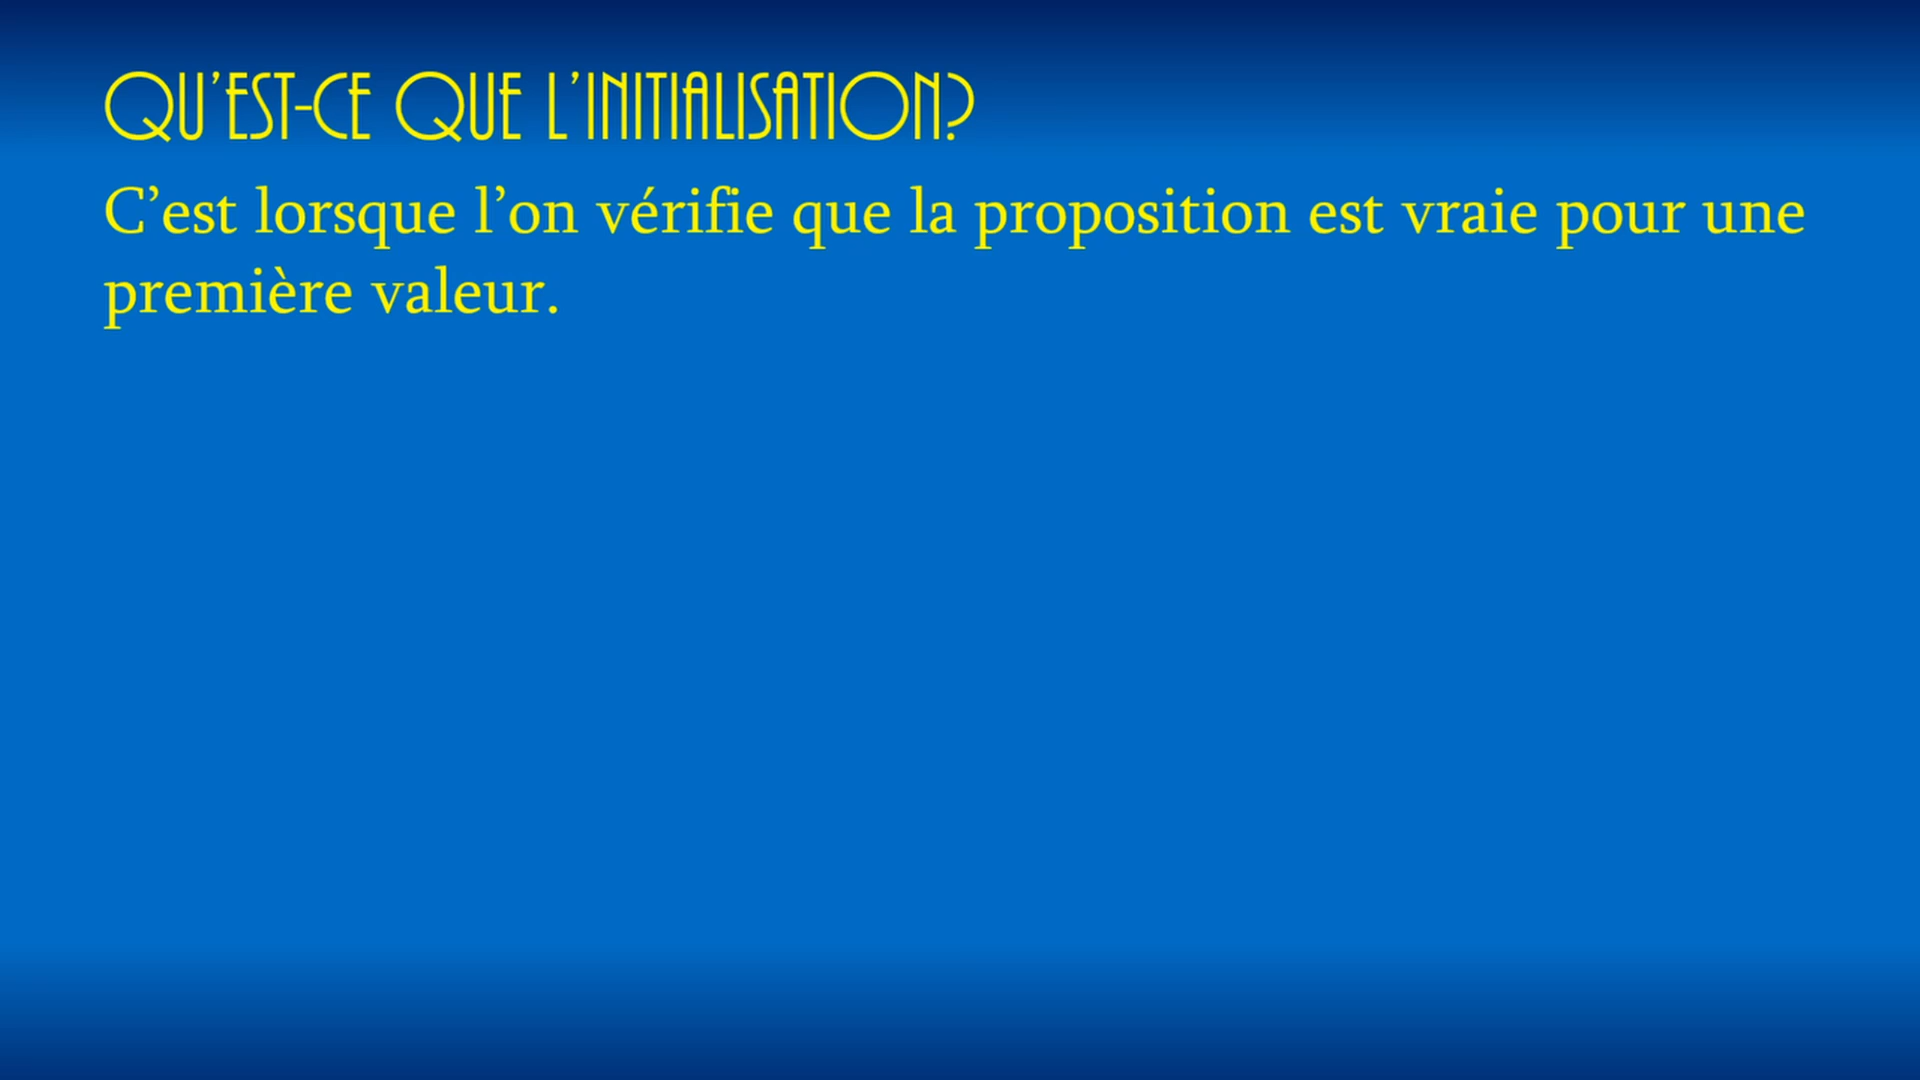 QU’EST-CE QUE L’INITIALISATION?
C’est lorsque l’on vérifie que la proposition est vraie pour une
première valeur.